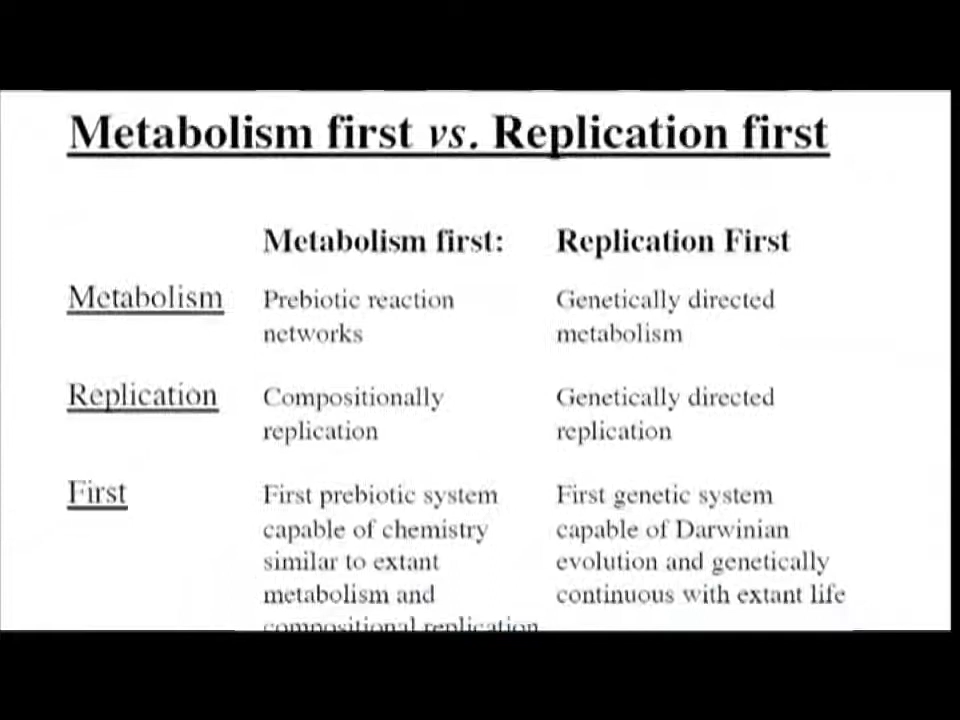 Metabolism first vs. Replication first
Metabolism first: Replication First
Metabolism Prebiotic reaction Genetically directed
networks metabolism
Replication Compositionally Genetically directed
replication replication
First First prebiotic system First genetic system
capable of chemistry capable of Darwinian
similar to extant evolution and genetically
metabolism and continuous with extant life
compositional replication